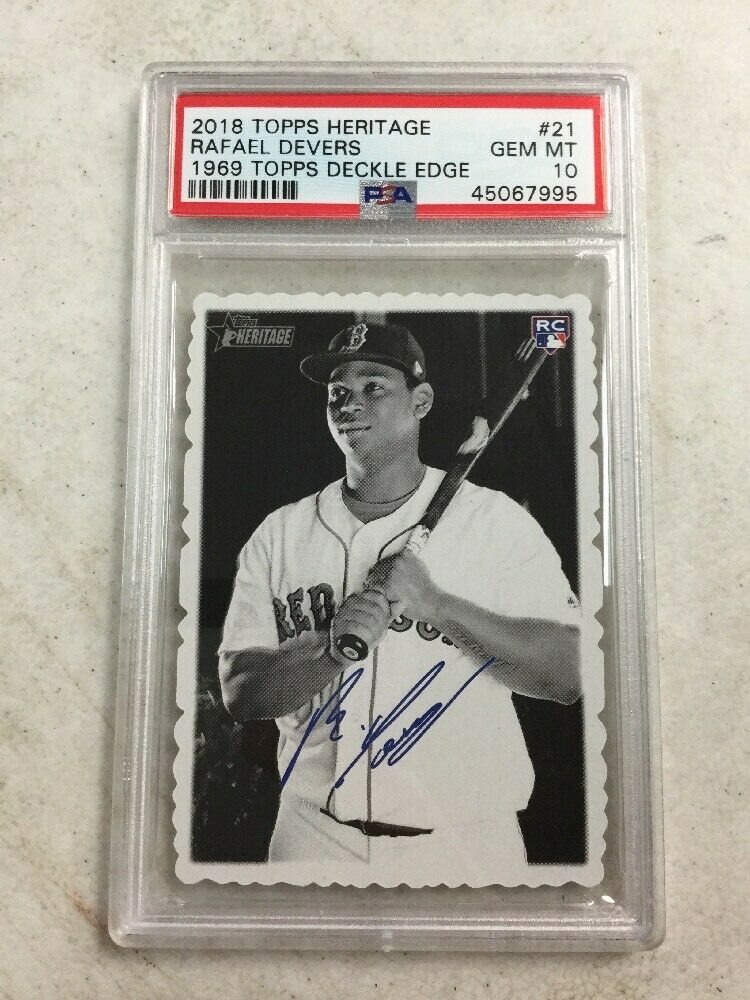 2018 TOPPS HERITAGE #21
RAFAEL DEVERS GEM MT
1969 TOPPS DECKLE EDGE 10
PSA 45067995
Topps HERITAGE
RC
B
RED SOX